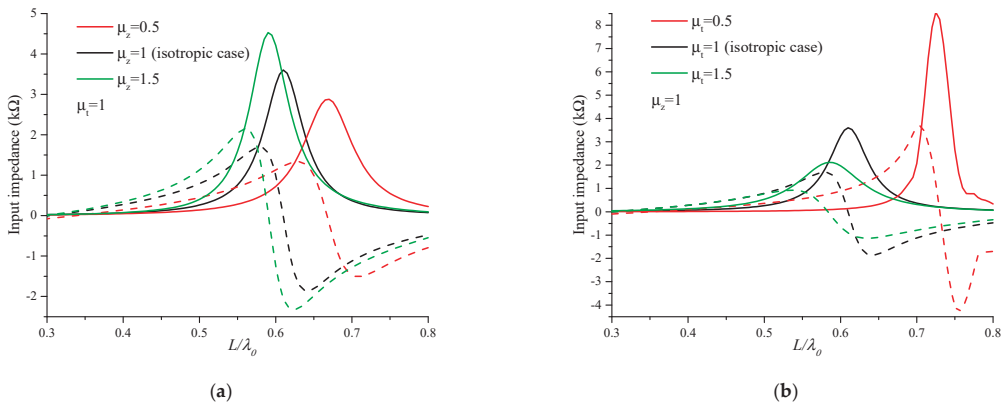 5
4
3
2
1
0
-1
-2
Input impedance (kΩ)
μz=0.5
μz=1 (isotropic case)
μz=1.5
μt=1
0.3 0.4 0.5 0.6 0.7 0.8
L/λ0
(a)
8
7
6
5
4
3
2
1
0
-1
-2
-3
-4
Input impedance (kΩ)
μt=0.5
μt=1 (isotropic case)
μt=1.5
μz=1
0.3 0.4 0.5 0.6 0.7 0.8
L/λ0
(b)